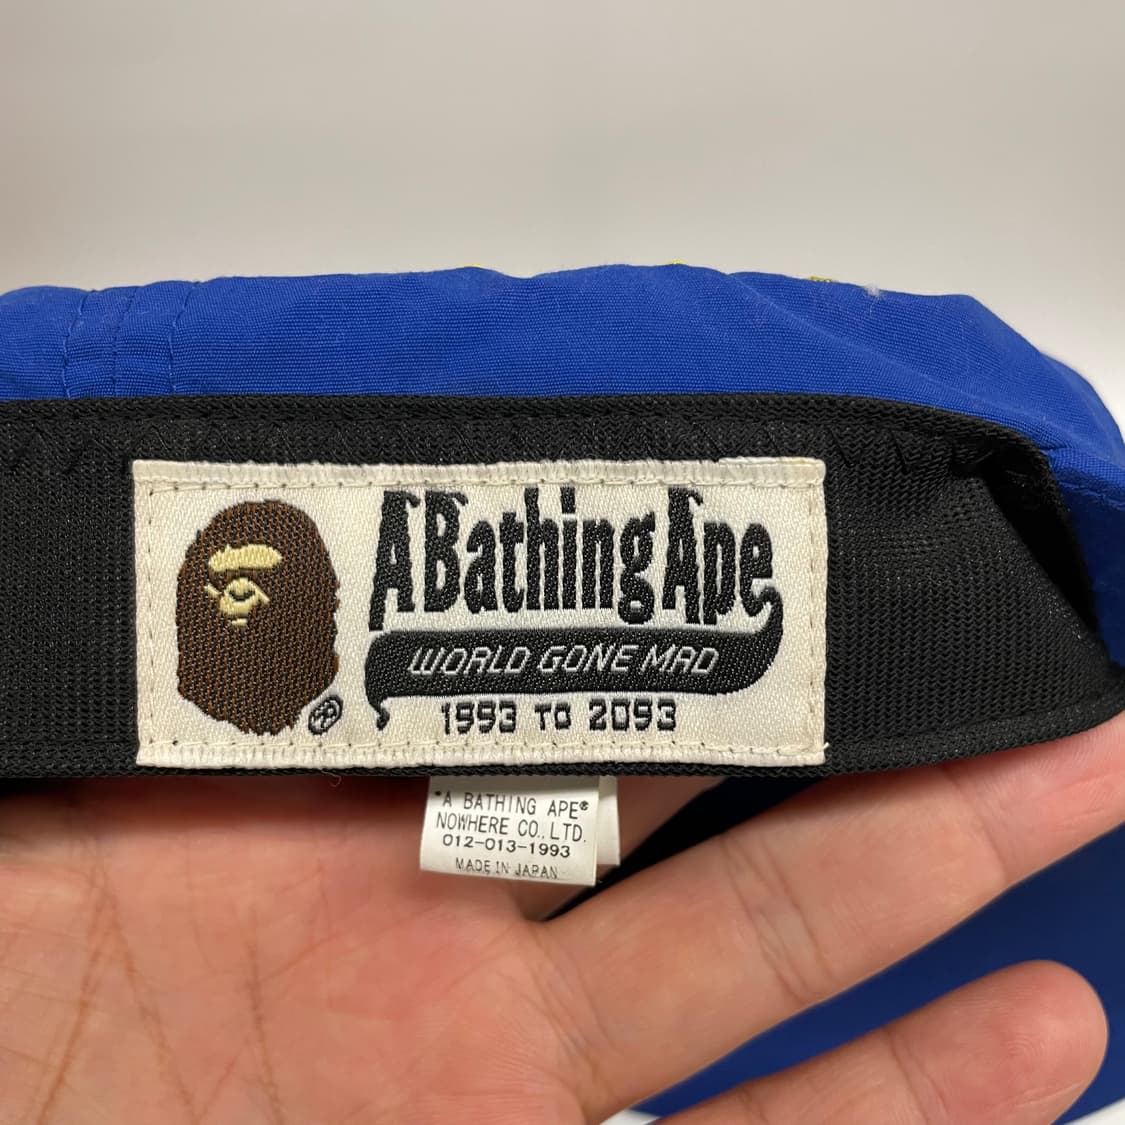 A Bathing Ape
WORLD GONE MAD
1993 TO 2093
®
"A BATHING APE®
NOWHERE CO.,LTD.
012-013-1993
MADE IN JAPAN